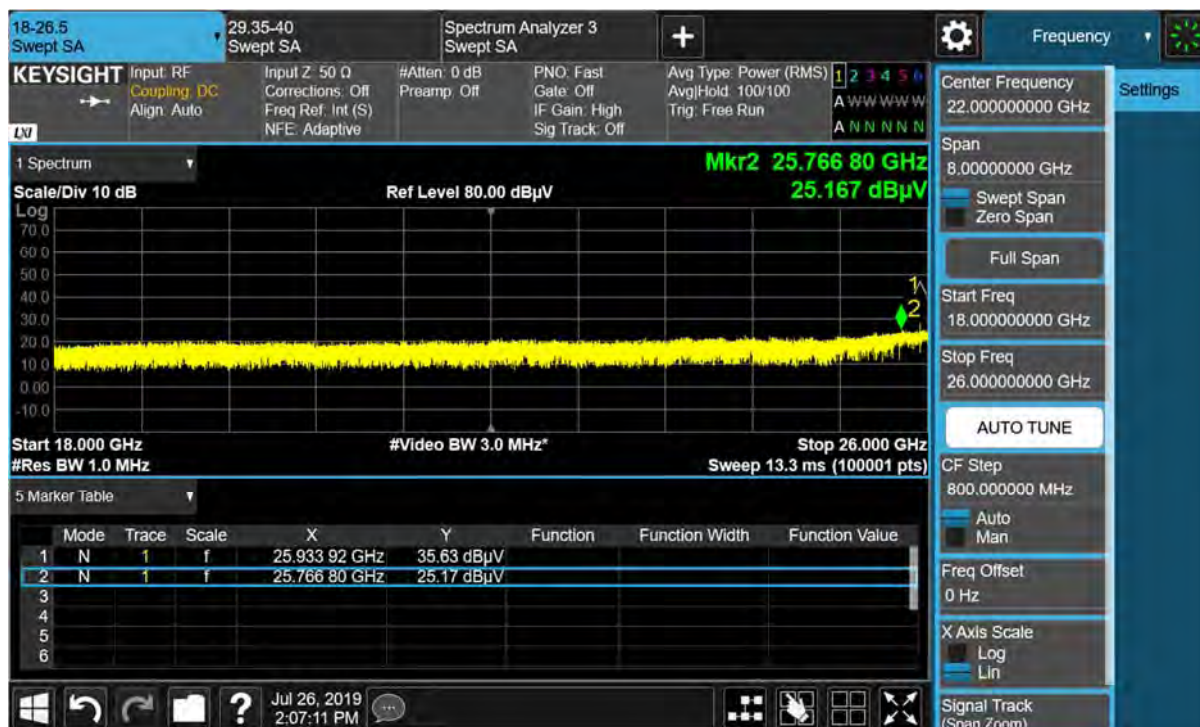 18-26.5
Swept SA
29.35-40
Swept SA
Spectrum Analyzer 3
Swept SA
+
Frequency
KEYSIGHT
LXI
Input: RF
Coupling: DC
Align: Auto
Input Z: 50 Ω
Corrections: Off
Freq Ref: Int (S)
NFE: Adaptive
#Atten: 0 dB
Preamp: Off
PNO: Fast
Gate: Off
IF Gain: High
Sig Track: Off
Avg Type: Power (RMS)
Avg|Hold: 100/100
Trig: Free Run
1 2 3 4 5 6
A W W W W W
A N N N N N
1 Spectrum
Scale/Div 10 dB
Ref Level 80.00 dBµV
Mkr2 25.766 80 GHz
25.167 dBµV
Log
70.0
60.0
50.0
40.0
30.0
20.0
10.0
0.00
-10.0
1
2
Start 18.000 GHz
#Video BW 3.0 MHz*
Stop 26.000 GHz
#Res BW 1.0 MHz
Sweep 13.3 ms (100001 pts)
5 Marker Table
Mode Trace Scale X Y Function Function Width Function Value
1 N 1 f 25.933 92 GHz 35.63 dBµV
2 N 1 f 25.766 80 GHz 25.17 dBµV
3
4
5
6
?
Jul 26, 2019
2:07:11 PM
Center Frequency
22.000000000 GHz
Settings
Span
8.00000000 GHz
Swept Span
Zero Span
Full Span
Start Freq
18.000000000 GHz
Stop Freq
26.000000000 GHz
AUTO TUNE
CF Step
800.000000 MHz
Auto
Man
Freq Offset
0 Hz
X Axis Scale
Log
Lin
Signal Track
(Span Zoom)